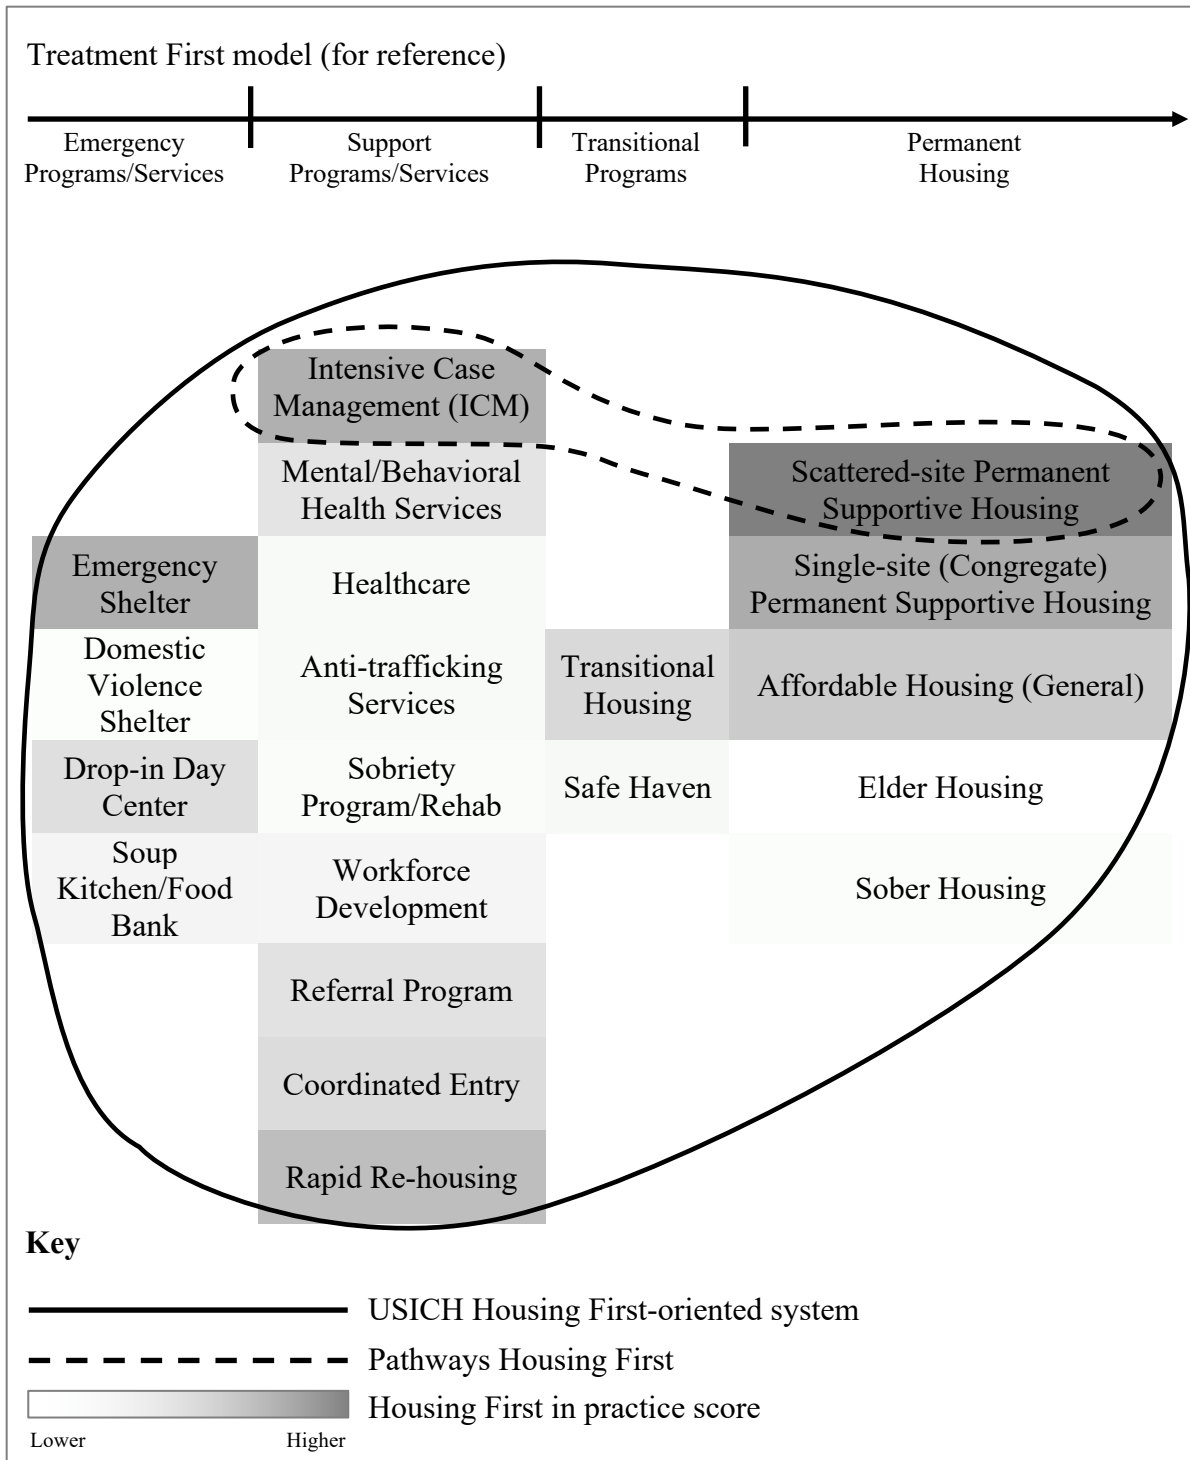 Treatment First model (for reference)
Emergency
Programs/Services
Support
Programs/Services
Transitional
Programs
Permanent
Housing
Intensive Case
Management (ICM)
Mental/Behavioral
Health Services
Scattered-site Permanent
Supportive Housing
Emergency
Shelter
Healthcare
Single-site (Congregate)
Permanent Supportive Housing
Domestic
Violence
Shelter
Anti-trafficking
Services
Transitional
Housing
Affordable Housing (General)
Drop-in Day
Center
Sobriety
Program/Rehab
Safe Haven
Elder Housing
Soup
Kitchen/Food
Bank
Workforce
Development
Sober Housing
Referral Program
Coordinated Entry
Rapid Re-housing
Key
USICH Housing First-oriented system
Pathways Housing First
Housing First in practice score
Lower
Higher